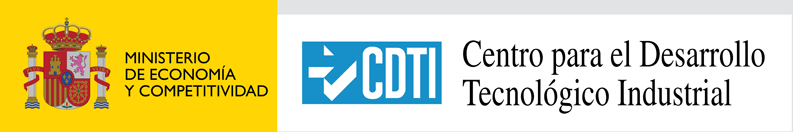 MINISTERIO
DE ECONOMÍA
Y COMPETITIVIDAD
CDTI
Centro para el Desarrollo
Tecnológico Industrial